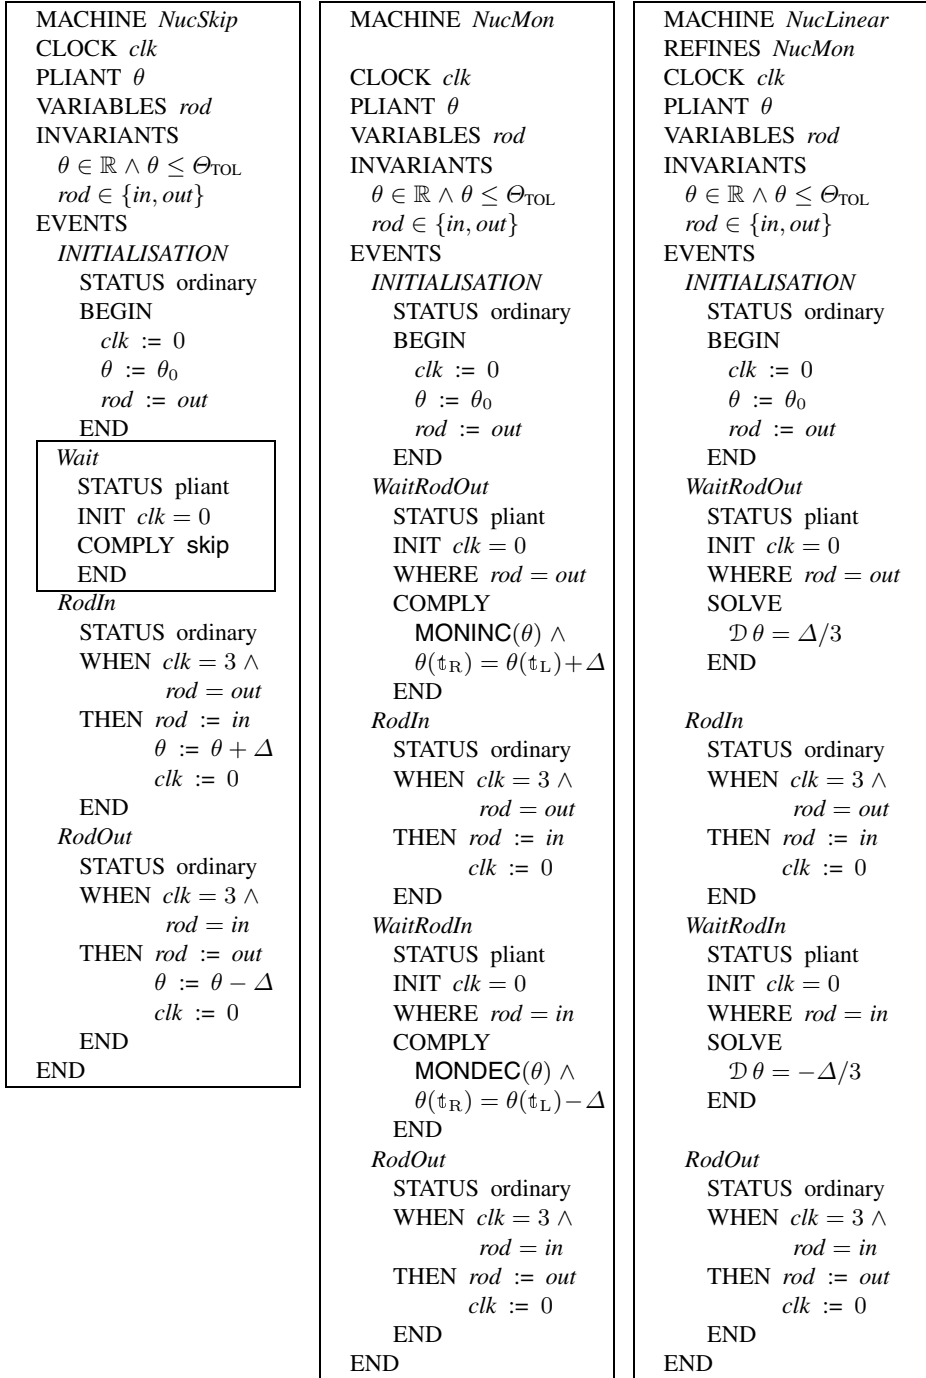 MACHINE NucSkip
CLOCK clk
PLIANT θ
VARIABLES rod
INVARIANTS
θ ∈ ℝ ∧ θ ≤ Θ_TOL
rod ∈ {in, out}
EVENTS
INITIALISATION
STATUS ordinary
BEGIN
clk := 0
θ := θ₀
rod := out
END
Wait
STATUS pliant
INIT clk = 0
COMPLY skip
END
RodIn
STATUS ordinary
WHEN clk = 3 ∧
rod = out
THEN rod := in
θ := θ + Δ
clk := 0
END
RodOut
STATUS ordinary
WHEN clk = 3 ∧
rod = in
THEN rod := out
θ := θ − Δ
clk := 0
END
END
MACHINE NucMon
CLOCK clk
PLIANT θ
VARIABLES rod
INVARIANTS
θ ∈ ℝ ∧ θ ≤ Θ_TOL
rod ∈ {in, out}
EVENTS
INITIALISATION
STATUS ordinary
BEGIN
clk := 0
θ := θ₀
rod := out
END
WaitRodOut
STATUS pliant
INIT clk = 0
WHERE rod = out
COMPLY
MONINC(θ) ∧
θ(𝕥_R) = θ(𝕥_L)+Δ
END
RodIn
STATUS ordinary
WHEN clk = 3 ∧
rod = out
THEN rod := in
clk := 0
END
WaitRodIn
STATUS pliant
INIT clk = 0
WHERE rod = in
COMPLY
MONDEC(θ) ∧
θ(𝕥_R) = θ(𝕥_L)−Δ
END
RodOut
STATUS ordinary
WHEN clk = 3 ∧
rod = in
THEN rod := out
clk := 0
END
END
MACHINE NucLinear
REFINES NucMon
CLOCK clk
PLIANT θ
VARIABLES rod
INVARIANTS
θ ∈ ℝ ∧ θ ≤ Θ_TOL
rod ∈ {in, out}
EVENTS
INITIALISATION
STATUS ordinary
BEGIN
clk := 0
θ := θ₀
rod := out
END
WaitRodOut
STATUS pliant
INIT clk = 0
WHERE rod = out
SOLVE
𝒟 θ = Δ/3
END
RodIn
STATUS ordinary
WHEN clk = 3 ∧
rod = out
THEN rod := in
clk := 0
END
WaitRodIn
STATUS pliant
INIT clk = 0
WHERE rod = in
SOLVE
𝒟 θ = −Δ/3
END
RodOut
STATUS ordinary
WHEN clk = 3 ∧
rod = in
THEN rod := out
clk := 0
END
END